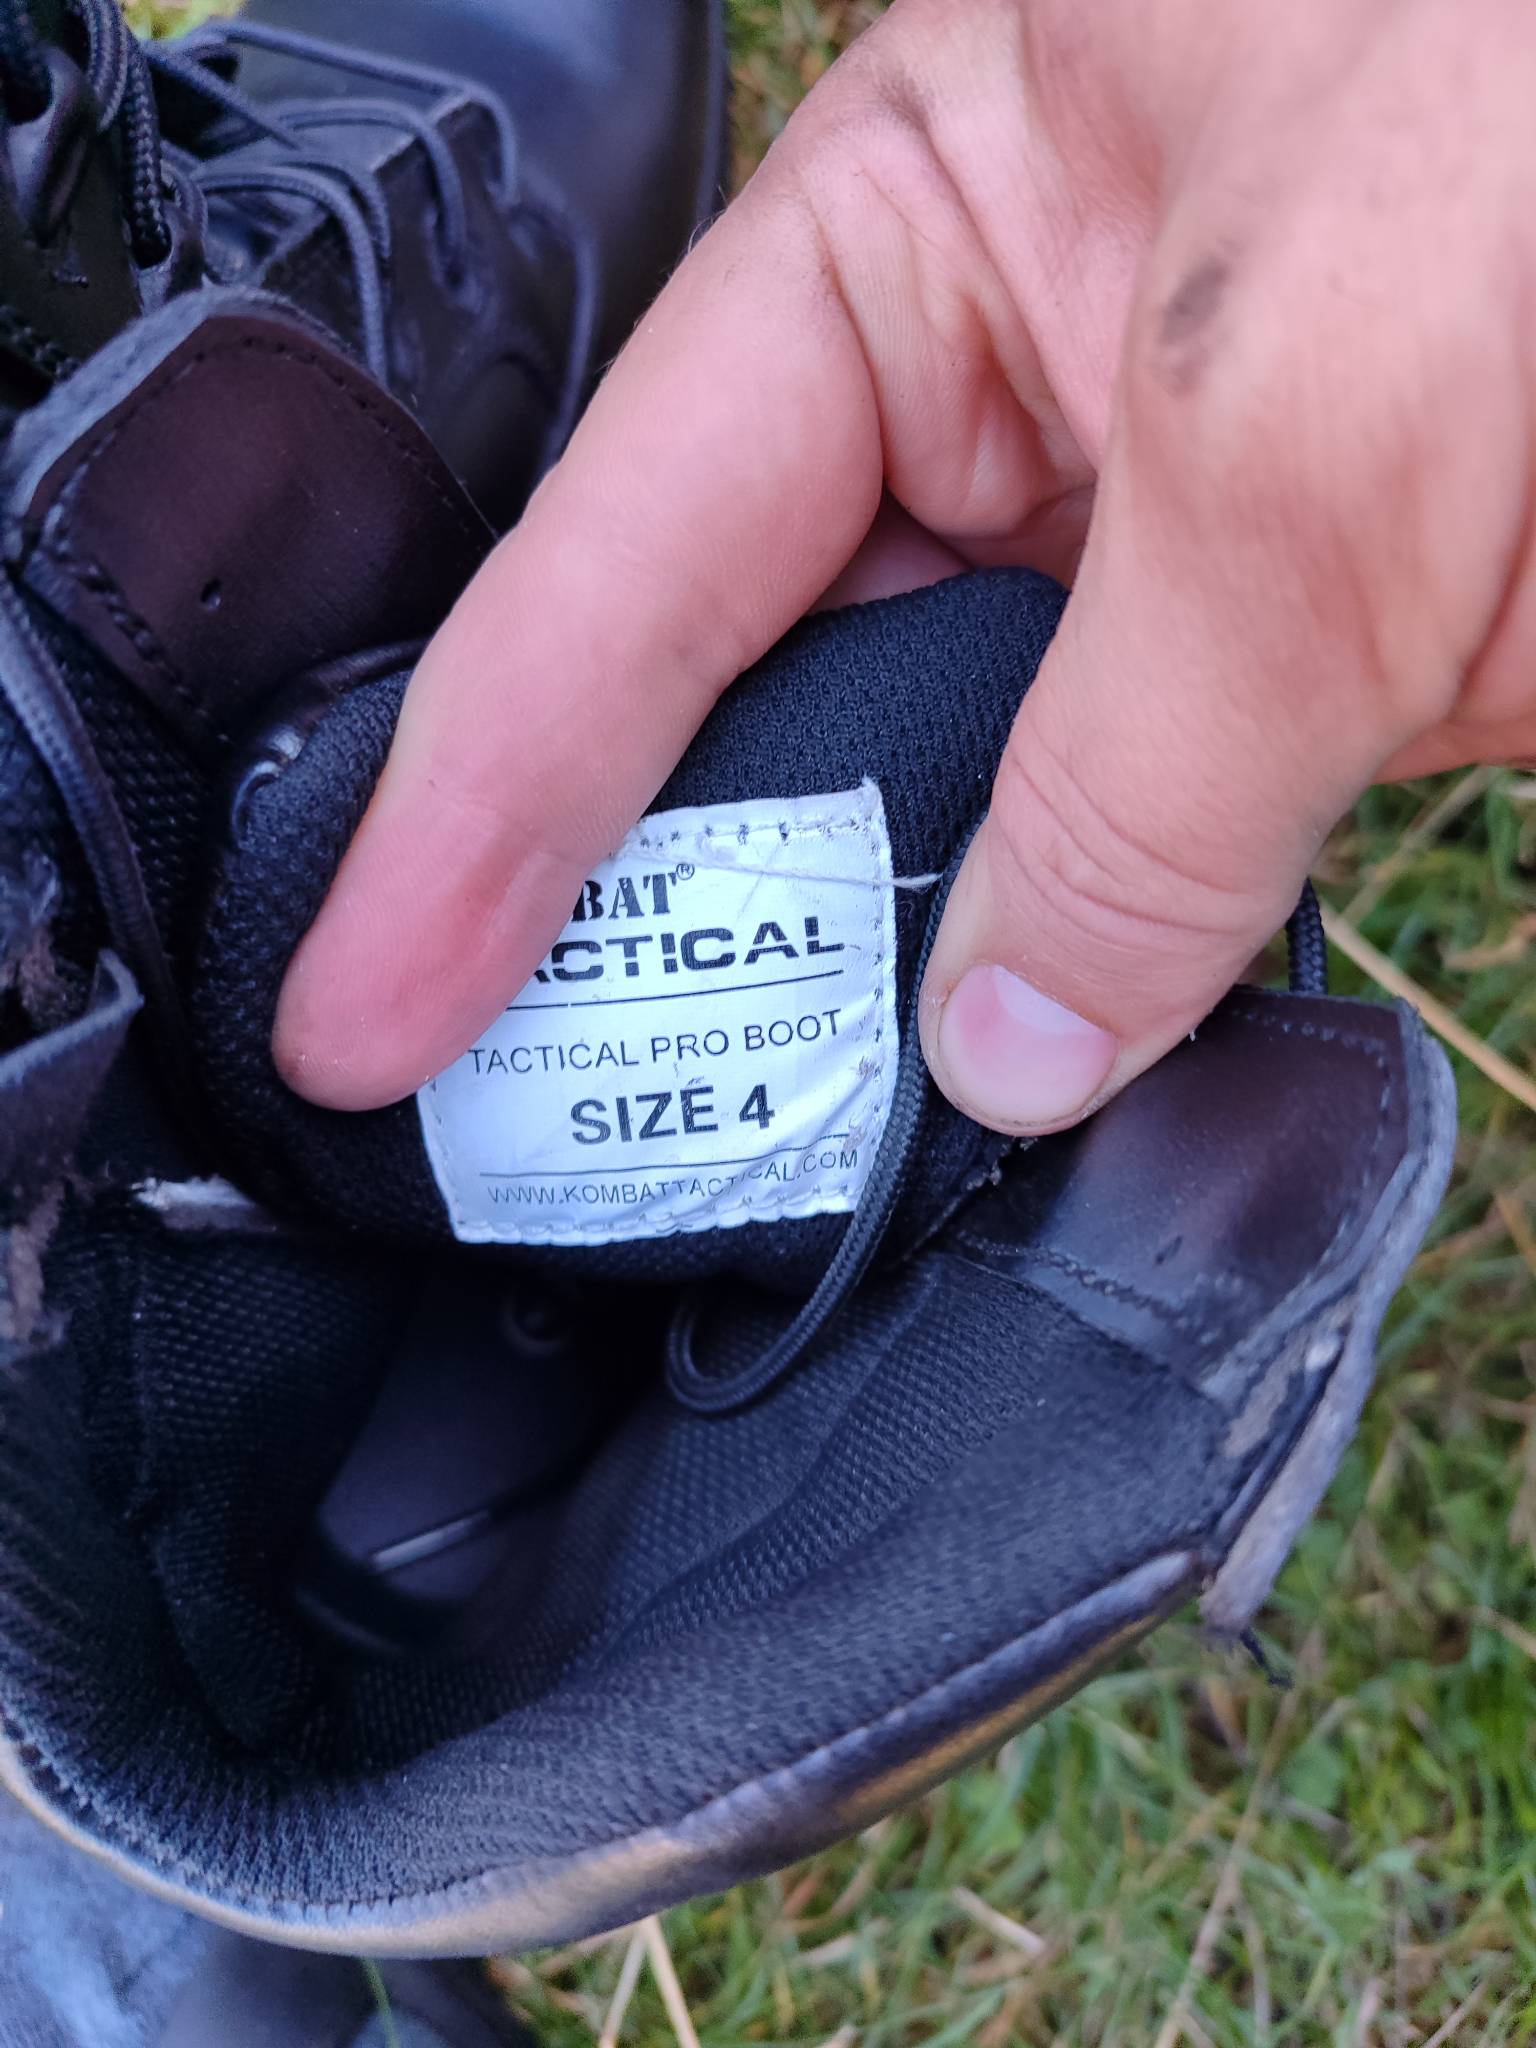 BAT®
ACTICAL
TACTICAL PRO BOOT
SIZE 4
WWW.KOMBATTACTICAL.COM